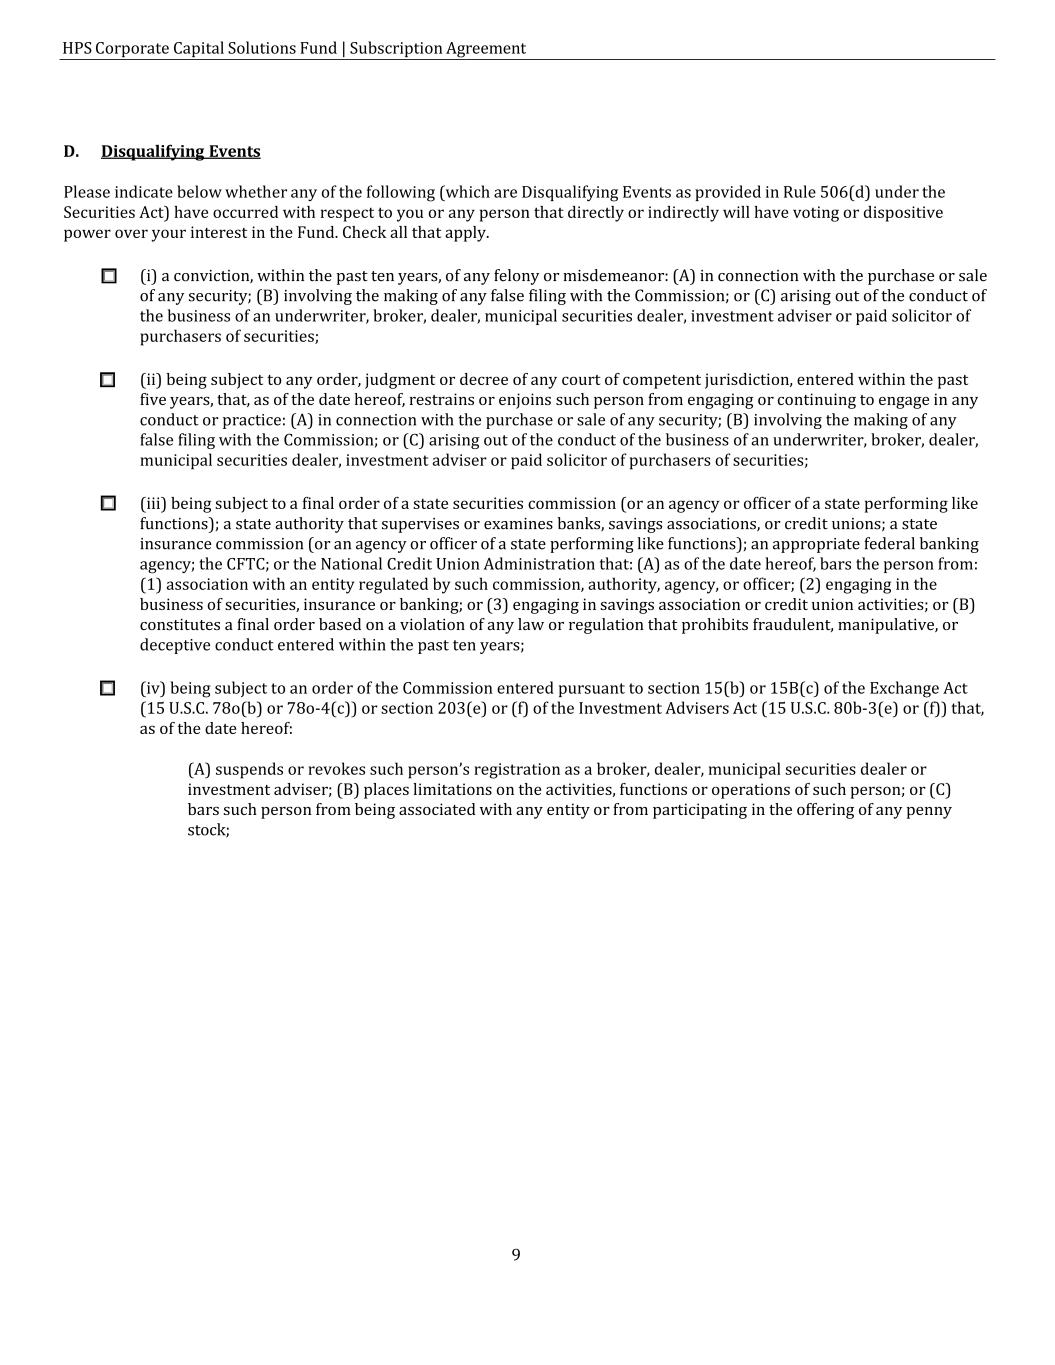 HPS Corporate Capital Solutions Fund | Subscription Agreement
D. Disqualifying Events
Please indicate below whether any of the following (which are Disqualifying Events as provided in Rule 506(d) under the
Securities Act) have occurred with respect to you or any person that directly or indirectly will have voting or dispositive
power over your interest in the Fund. Check all that apply.
(i) a conviction, within the past ten years, of any felony or misdemeanor: (A) in connection with the purchase or sale
of any security; (B) involving the making of any false filing with the Commission; or (C) arising out of the conduct of
the business of an underwriter, broker, dealer, municipal securities dealer, investment adviser or paid solicitor of
purchasers of securities;
(ii) being subject to any order, judgment or decree of any court of competent jurisdiction, entered within the past
five years, that, as of the date hereof, restrains or enjoins such person from engaging or continuing to engage in any
conduct or practice: (A) in connection with the purchase or sale of any security; (B) involving the making of any
false filing with the Commission; or (C) arising out of the conduct of the business of an underwriter, broker, dealer,
municipal securities dealer, investment adviser or paid solicitor of purchasers of securities;
(iii) being subject to a final order of a state securities commission (or an agency or officer of a state performing like
functions); a state authority that supervises or examines banks, savings associations, or credit unions; a state
insurance commission (or an agency or officer of a state performing like functions); an appropriate federal banking
agency; the CFTC; or the National Credit Union Administration that: (A) as of the date hereof, bars the person from:
(1) association with an entity regulated by such commission, authority, agency, or officer; (2) engaging in the
business of securities, insurance or banking; or (3) engaging in savings association or credit union activities; or (B)
constitutes a final order based on a violation of any law or regulation that prohibits fraudulent, manipulative, or
deceptive conduct entered within the past ten years;
(iv) being subject to an order of the Commission entered pursuant to section 15(b) or 15B(c) of the Exchange Act
(15 U.S.C. 78o(b) or 78o-4(c)) or section 203(e) or (f) of the Investment Advisers Act (15 U.S.C. 80b-3(e) or (f)) that,
as of the date hereof:
(A) suspends or revokes such person’s registration as a broker, dealer, municipal securities dealer or
investment adviser; (B) places limitations on the activities, functions or operations of such person; or (C)
bars such person from being associated with any entity or from participating in the offering of any penny
stock;
9